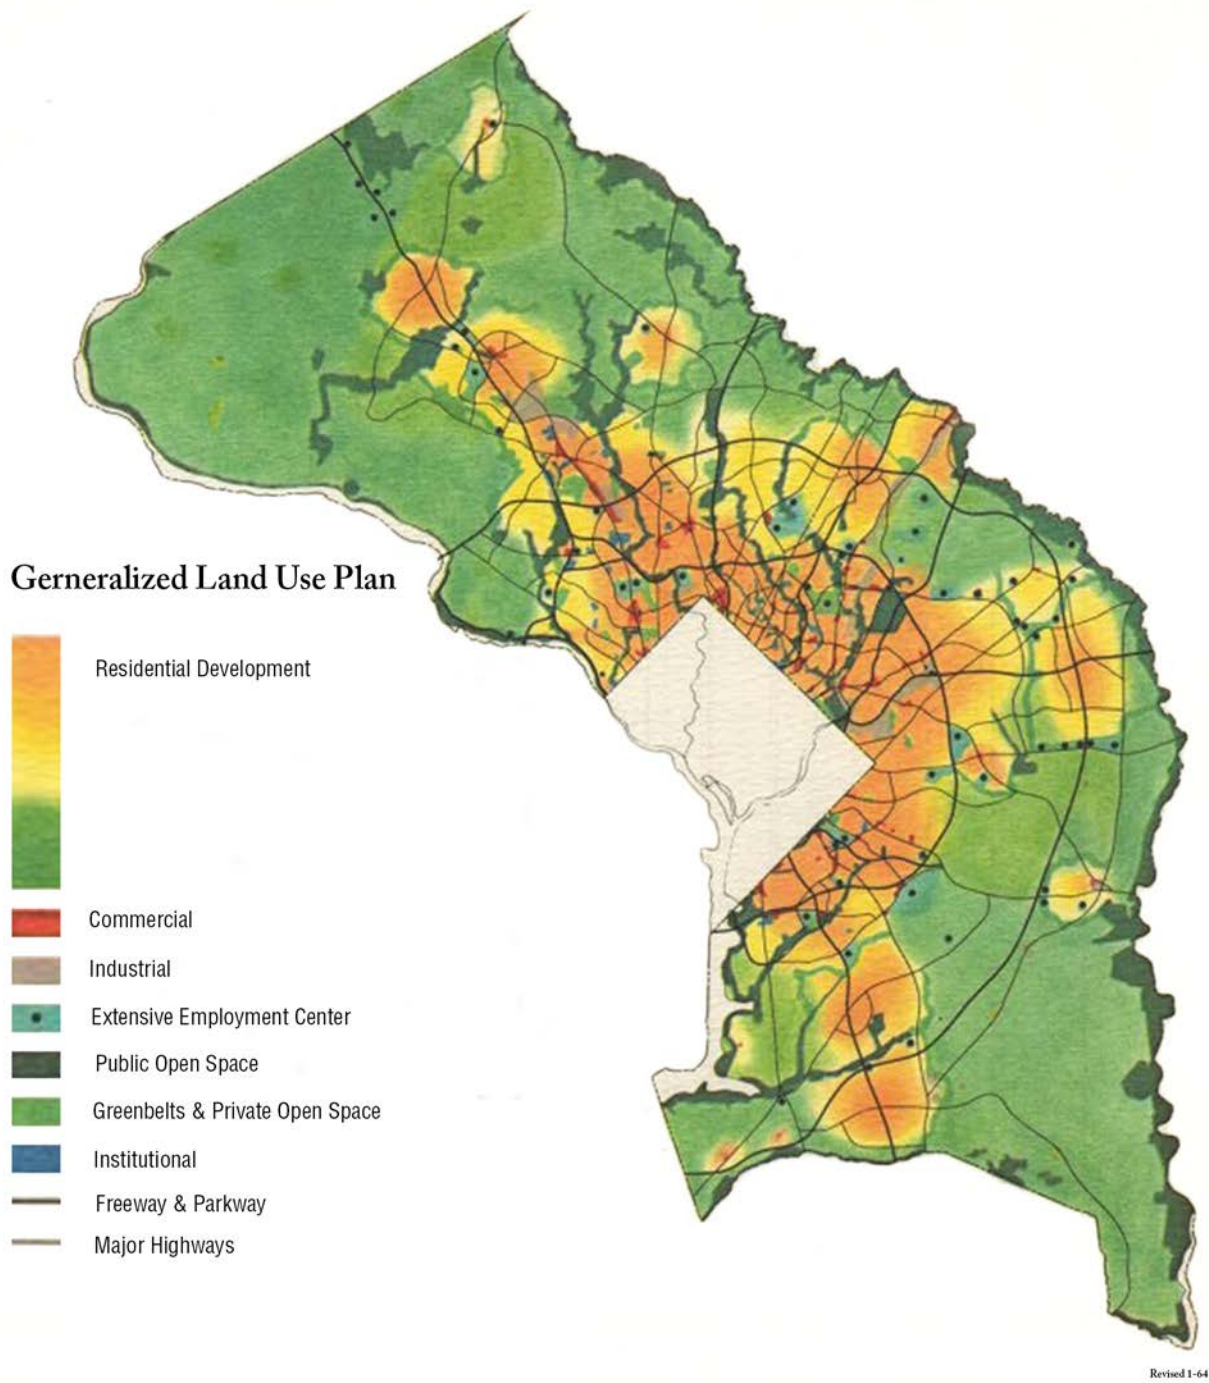 Gerneralized Land Use Plan
Residential Development
Commercial
Industrial
Extensive Employment Center
Public Open Space
Greenbelts & Private Open Space
Institutional
Freeway & Parkway
Major Highways
Revised 1-64